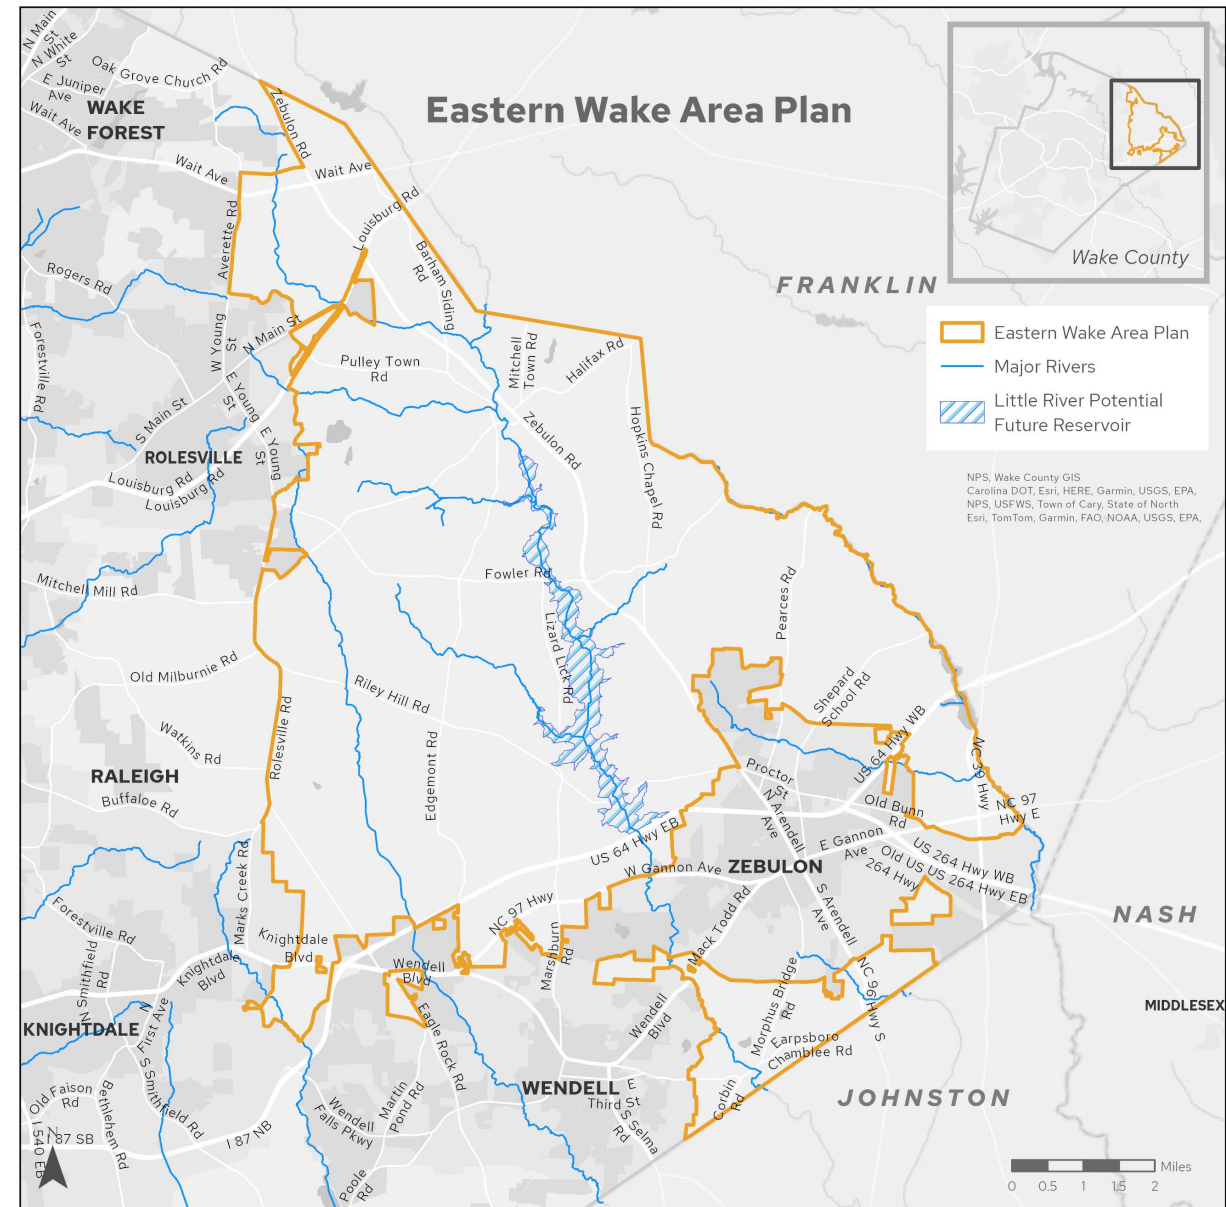 Eastern Wake Area Plan
Wake County
Eastern Wake Area Plan
Major Rivers
Little River Potential
Future Reservoir
NPS, Wake County GIS
Carolina DOT, Esri, HERE, Garmin, USGS, EPA,
NPS, USFWS, Town of Cary, State of North
Esri, TomTom, Garmin, FAO, NOAA, USGS, EPA,
FRANKLIN
NASH
JOHNSTON
MIDDLESEX
WAKE
FOREST
ROLESVILLE
RALEIGH
KNIGHTDALE
WENDELL
ZEBULON
N Main
St
N White
St
E Juniper
Ave
Oak Grove Church Rd
Wait Ave
Wait Ave
Wait Ave
Zebulon Rd
Averette Rd
Louisburg Rd
Barham Siding
Rd
Rogers Rd
Forestville Rd
W Young
St
N Main St
E Young
St
E Young
St
S Main St
Pulley Town
Rd
Mitchell
Town Rd
Halifax Rd
Hopkins Chapel Rd
Zebulon Rd
Louisburg Rd
Louisburg Rd
Mitchell Mill Rd
Fowler Rd
Lizard Lick Rd
Pearces Rd
Shepard
School Rd
Old Milburnie Rd
Riley Hill Rd
Watkins Rd
Rolesville Rd
Edgemont Rd
Buffaloe Rd
Marks Creek Rd
US 64 Hwy WB
NC 39 Hwy
Proctor
St
N Arendell
Ave
Old Bunn
Rd
NC 97
Hwy E
US 64 Hwy EB
W Gannon Ave
E Gannon
Ave
US 264 Hwy WB
Old US
264 Hwy
US 264 Hwy EB
S Arendell
Ave
Mack Todd Rd
NC 97 Hwy
Marshburn
Rd
Forestville Rd
N Smithfield
Rd
Knightdale
Blvd
Knightdale
Blvd
Wendell
Blvd
Wendell
Blvd
Eagle Rock Rd
N
First Ave
S Smithfield Rd
Old Faison
Rd
Bethlehem Rd
I 540 EB
I 87 SB
I 87 NB
Wendell
Falls Pkwy
Martin
Pond Rd
Poole
Rd
E
Third St
S Selma
Rd
Corbin
Rd
Morphus Bridge
Rd
Earpsboro
Chamblee Rd
NC 96 Hwy S
N
Miles
0 0.5 1 1.5 2